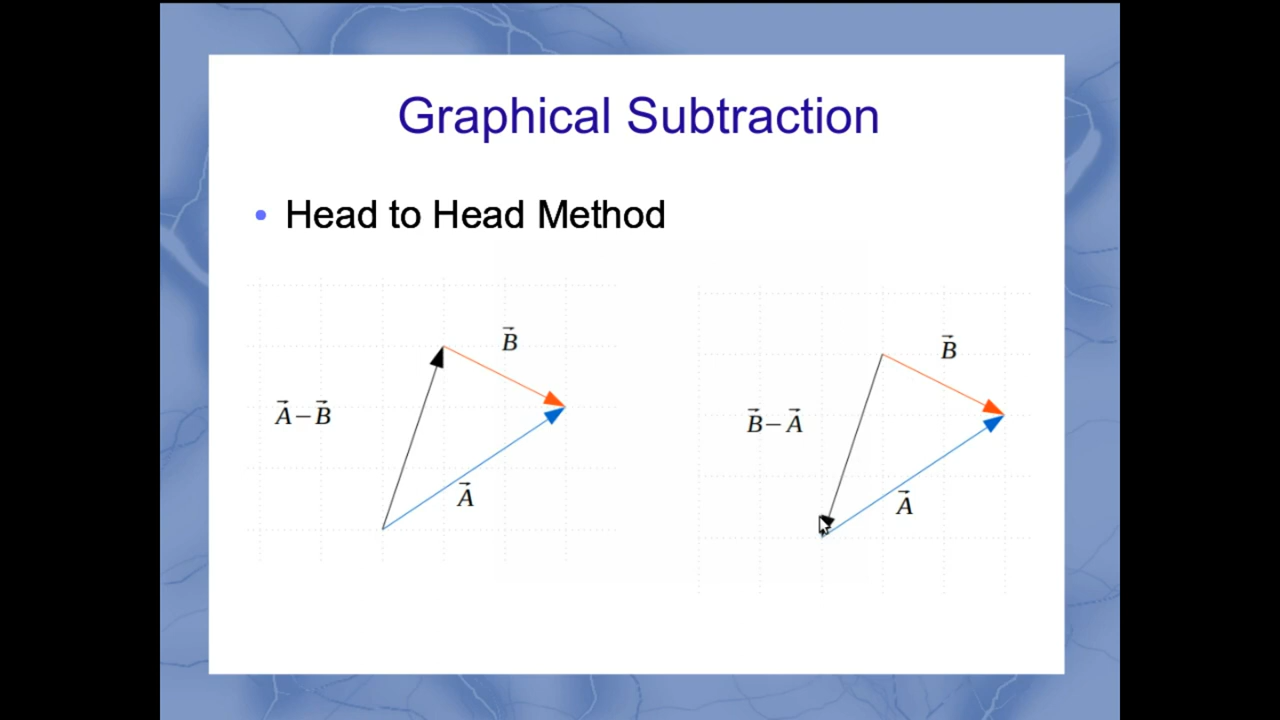 Graphical Subtraction
• Head to Head Method
B⃗
A⃗ − B⃗
A⃗
B⃗
B⃗ − A⃗
A⃗